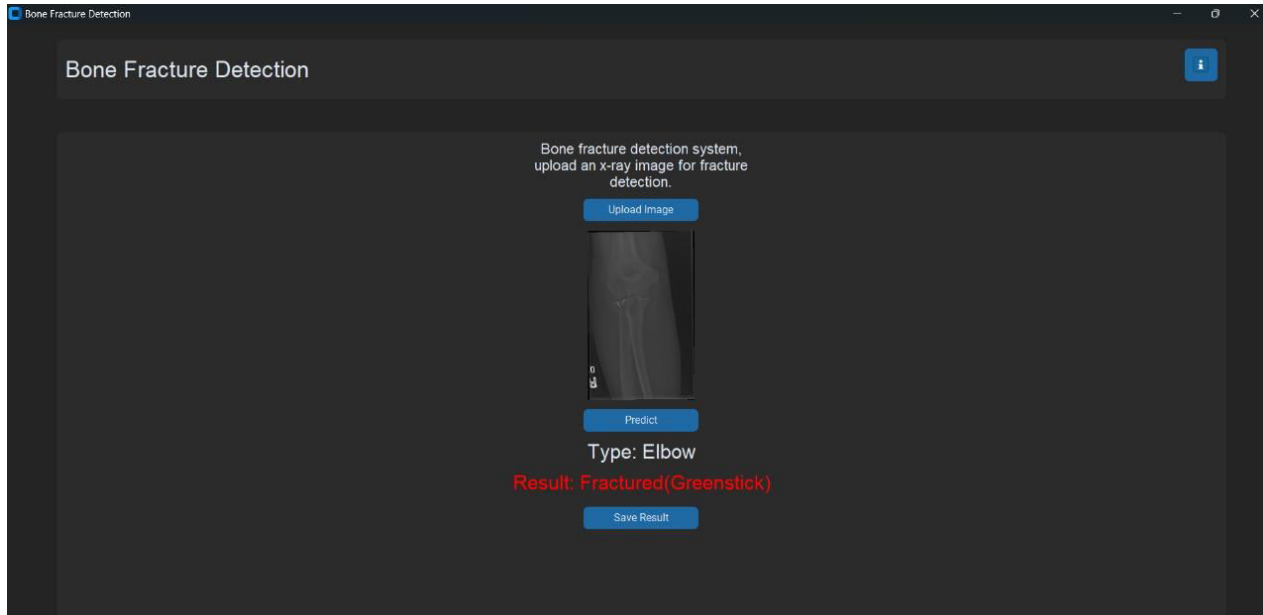 Bone Fracture Detection
Bone Fracture Detection
Bone fracture detection system,
upload an x-ray image for fracture
detection.
Upload Image
Predict
Type: Elbow
Result: Fractured(Greenstick)
Save Result